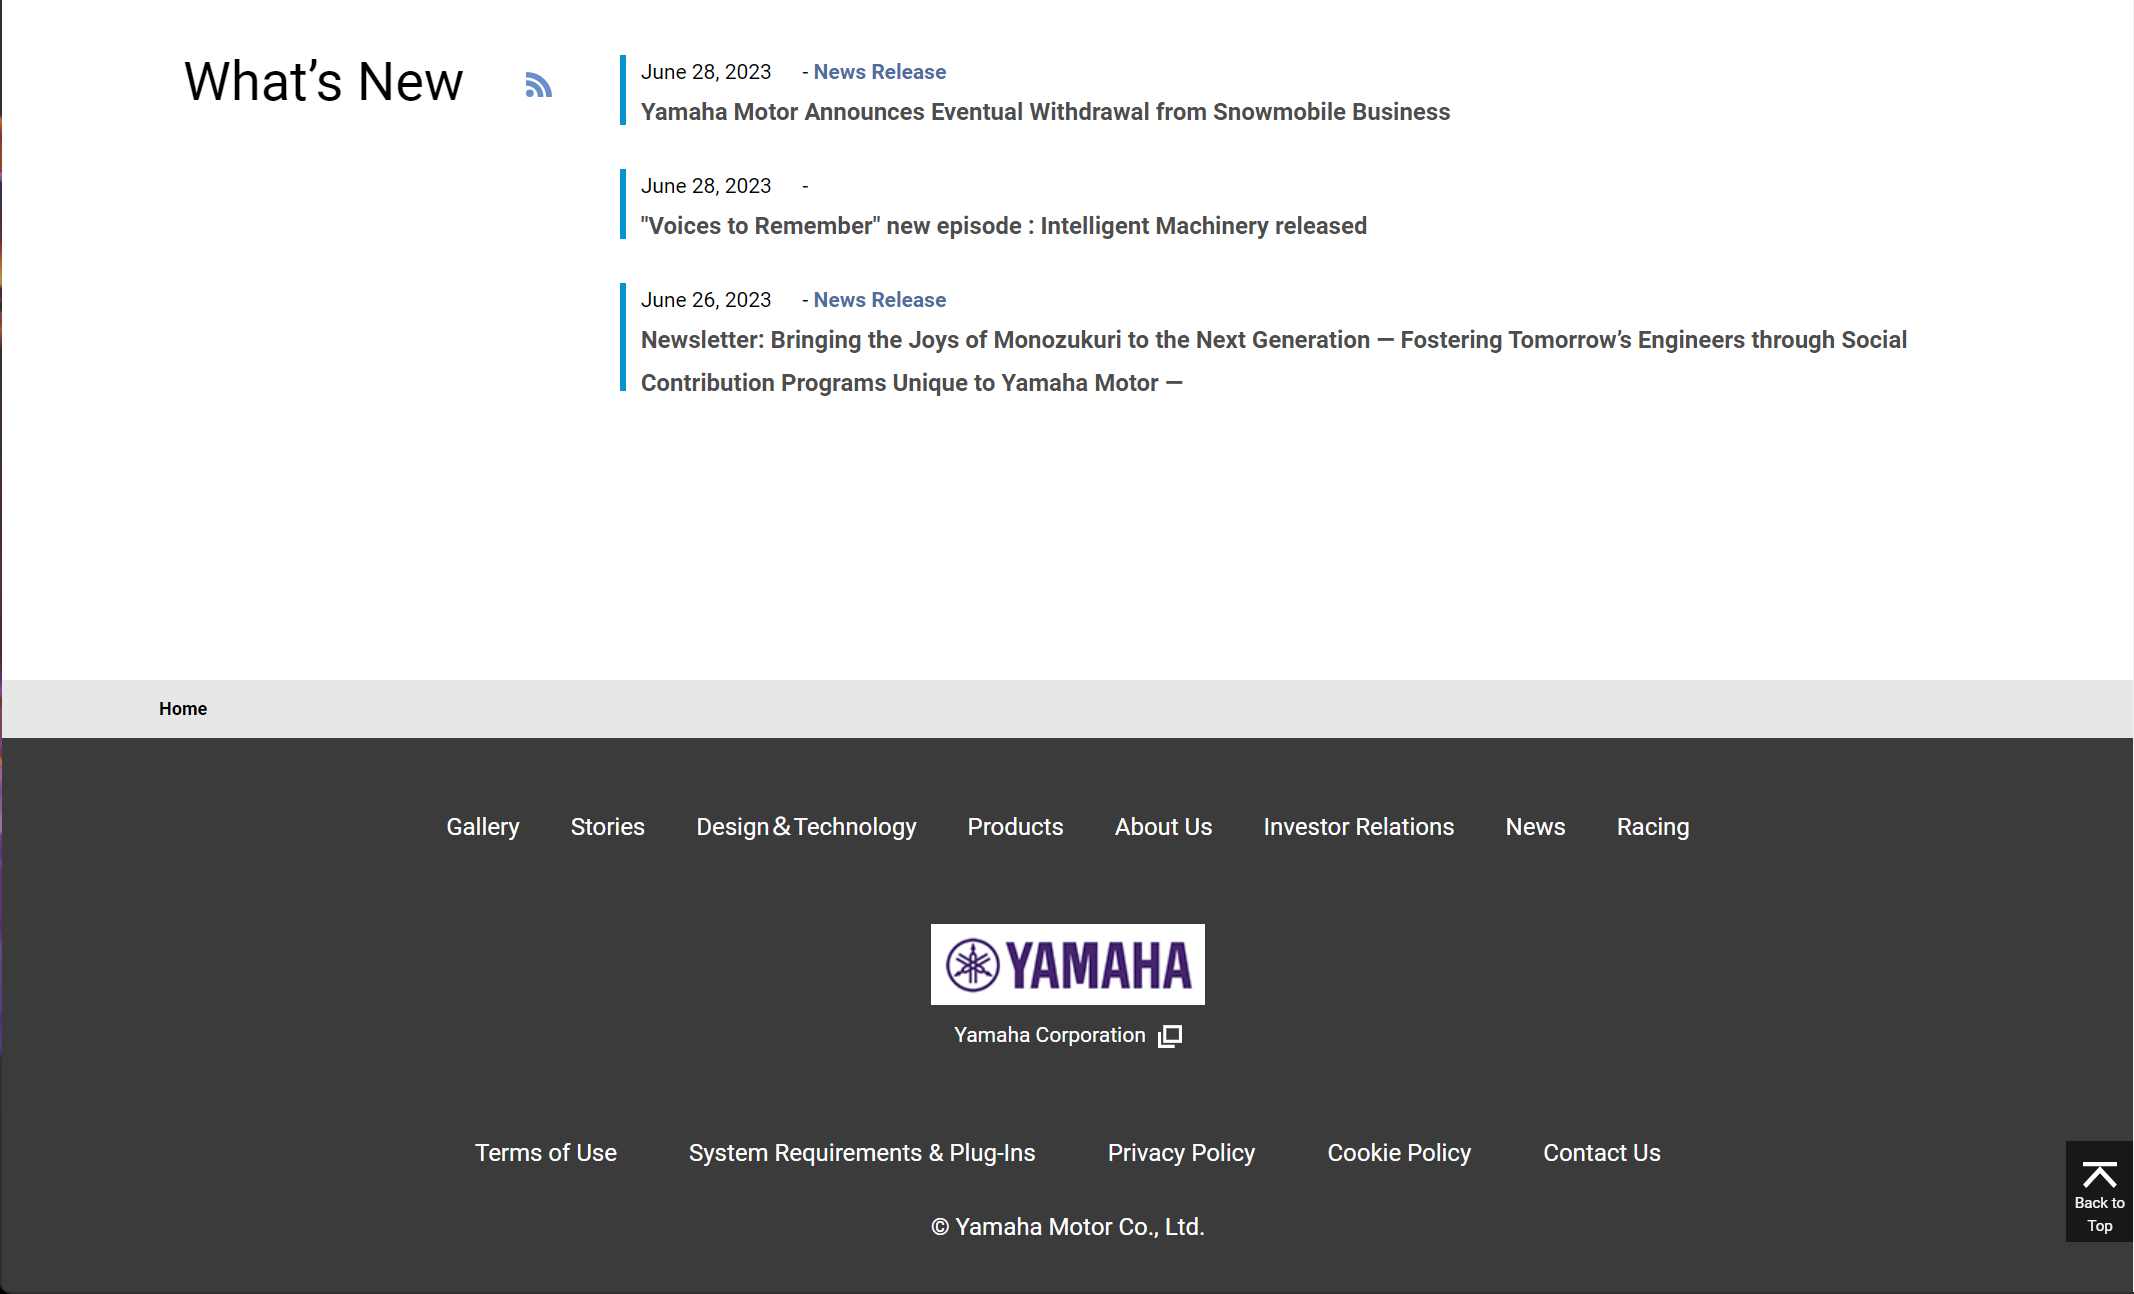 What’s New
June 28, 2023 - News Release
Yamaha Motor Announces Eventual Withdrawal from Snowmobile Business
June 28, 2023 -
"Voices to Remember" new episode : Intelligent Machinery released
June 26, 2023 - News Release
Newsletter: Bringing the Joys of Monozukuri to the Next Generation — Fostering Tomorrow’s Engineers through Social
Contribution Programs Unique to Yamaha Motor —
Home
Gallery Stories Design＆Technology Products About Us Investor Relations News Racing
YAMAHA
Yamaha Corporation
Terms of Use System Requirements & Plug-Ins Privacy Policy Cookie Policy Contact Us
© Yamaha Motor Co., Ltd.
Back to
Top